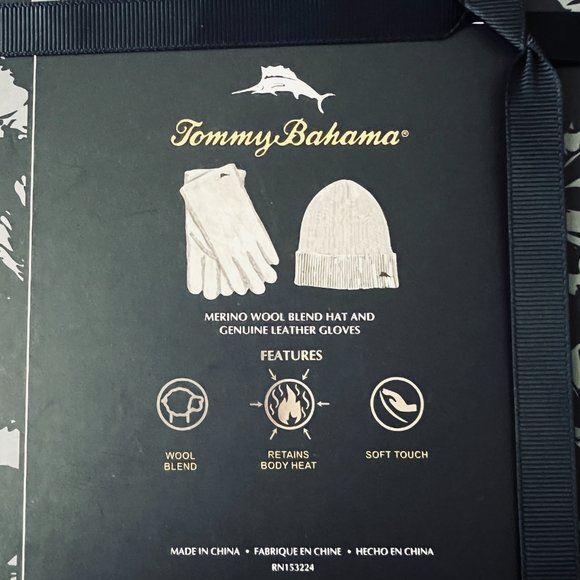 Tommy Bahama®
MERINO WOOL BLEND HAT AND
GENUINE LEATHER GLOVES
FEATURES
WOOL
BLEND
RETAINS
BODY HEAT
SOFT TOUCH
MADE IN CHINA • FABRIQUE EN CHINE • HECHO EN CHINA
RN153224